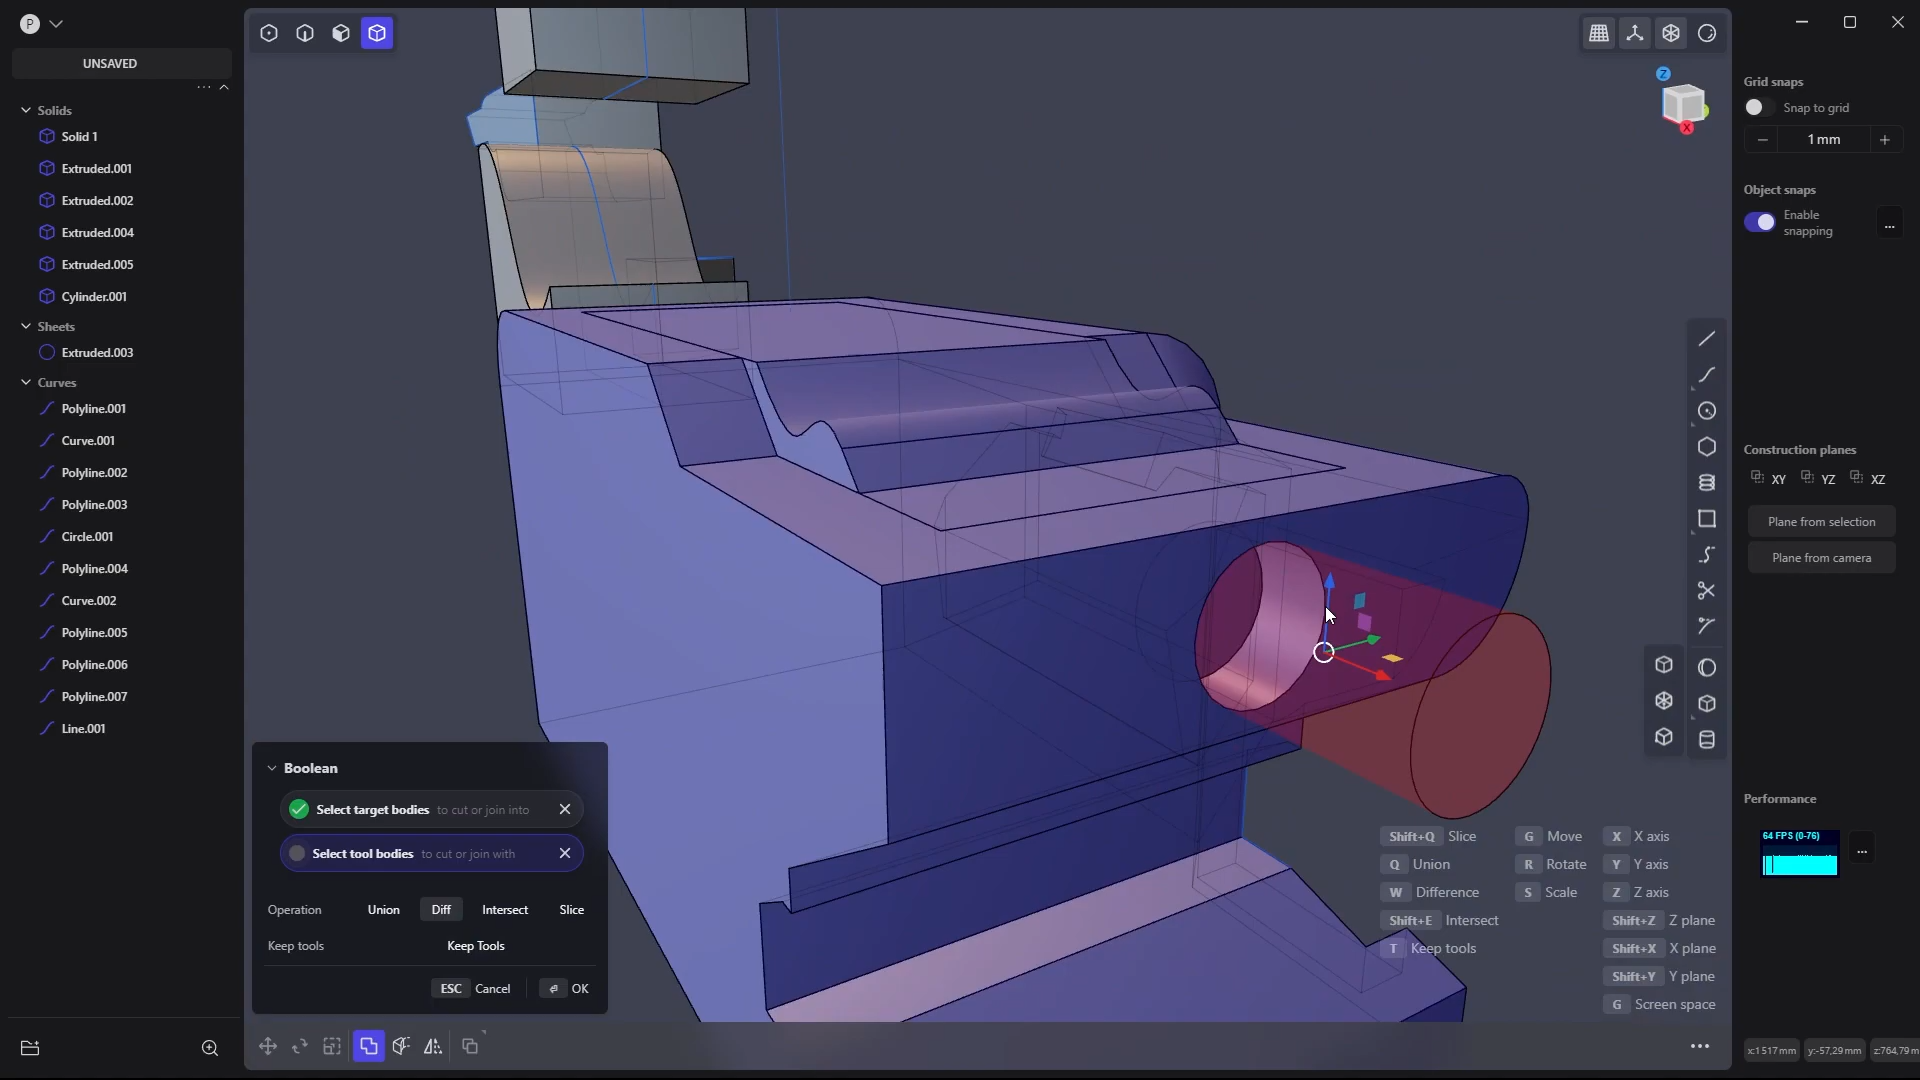 P
UNSAVED
Solids
Solid 1
Extruded.001
Extruded.002
Extruded.004
Extruded.005
Cylinder.001
Sheets
Extruded.003
Curves
Polyline.001
Curve.001
Polyline.002
Polyline.003
Circle.001
Polyline.004
Curve.002
Polyline.005
Polyline.006
Polyline.007
Line.001
Boolean
Select target bodies to cut or join into
Select tool bodies to cut or join with
Operation Union Diff Intersect Slice
Keep tools Keep Tools
ESC Cancel OK
Z
X
Shift+Q Slice G Move X X axis
Q Union R Rotate Y Y axis
W Difference S Scale Z Z axis
Shift+E Intersect Shift+Z Z plane
T Keep tools Shift+X X plane
Shift+Y Y plane
G Screen space
Grid snaps
Snap to grid
1 mm
Object snaps
Enable
snapping
...
Construction planes
XY YZ XZ
Plane from selection
Plane from camera
Performance
64 FPS (0-76)
...
x:1517 mm y:-57,29 mm z:764,79 m